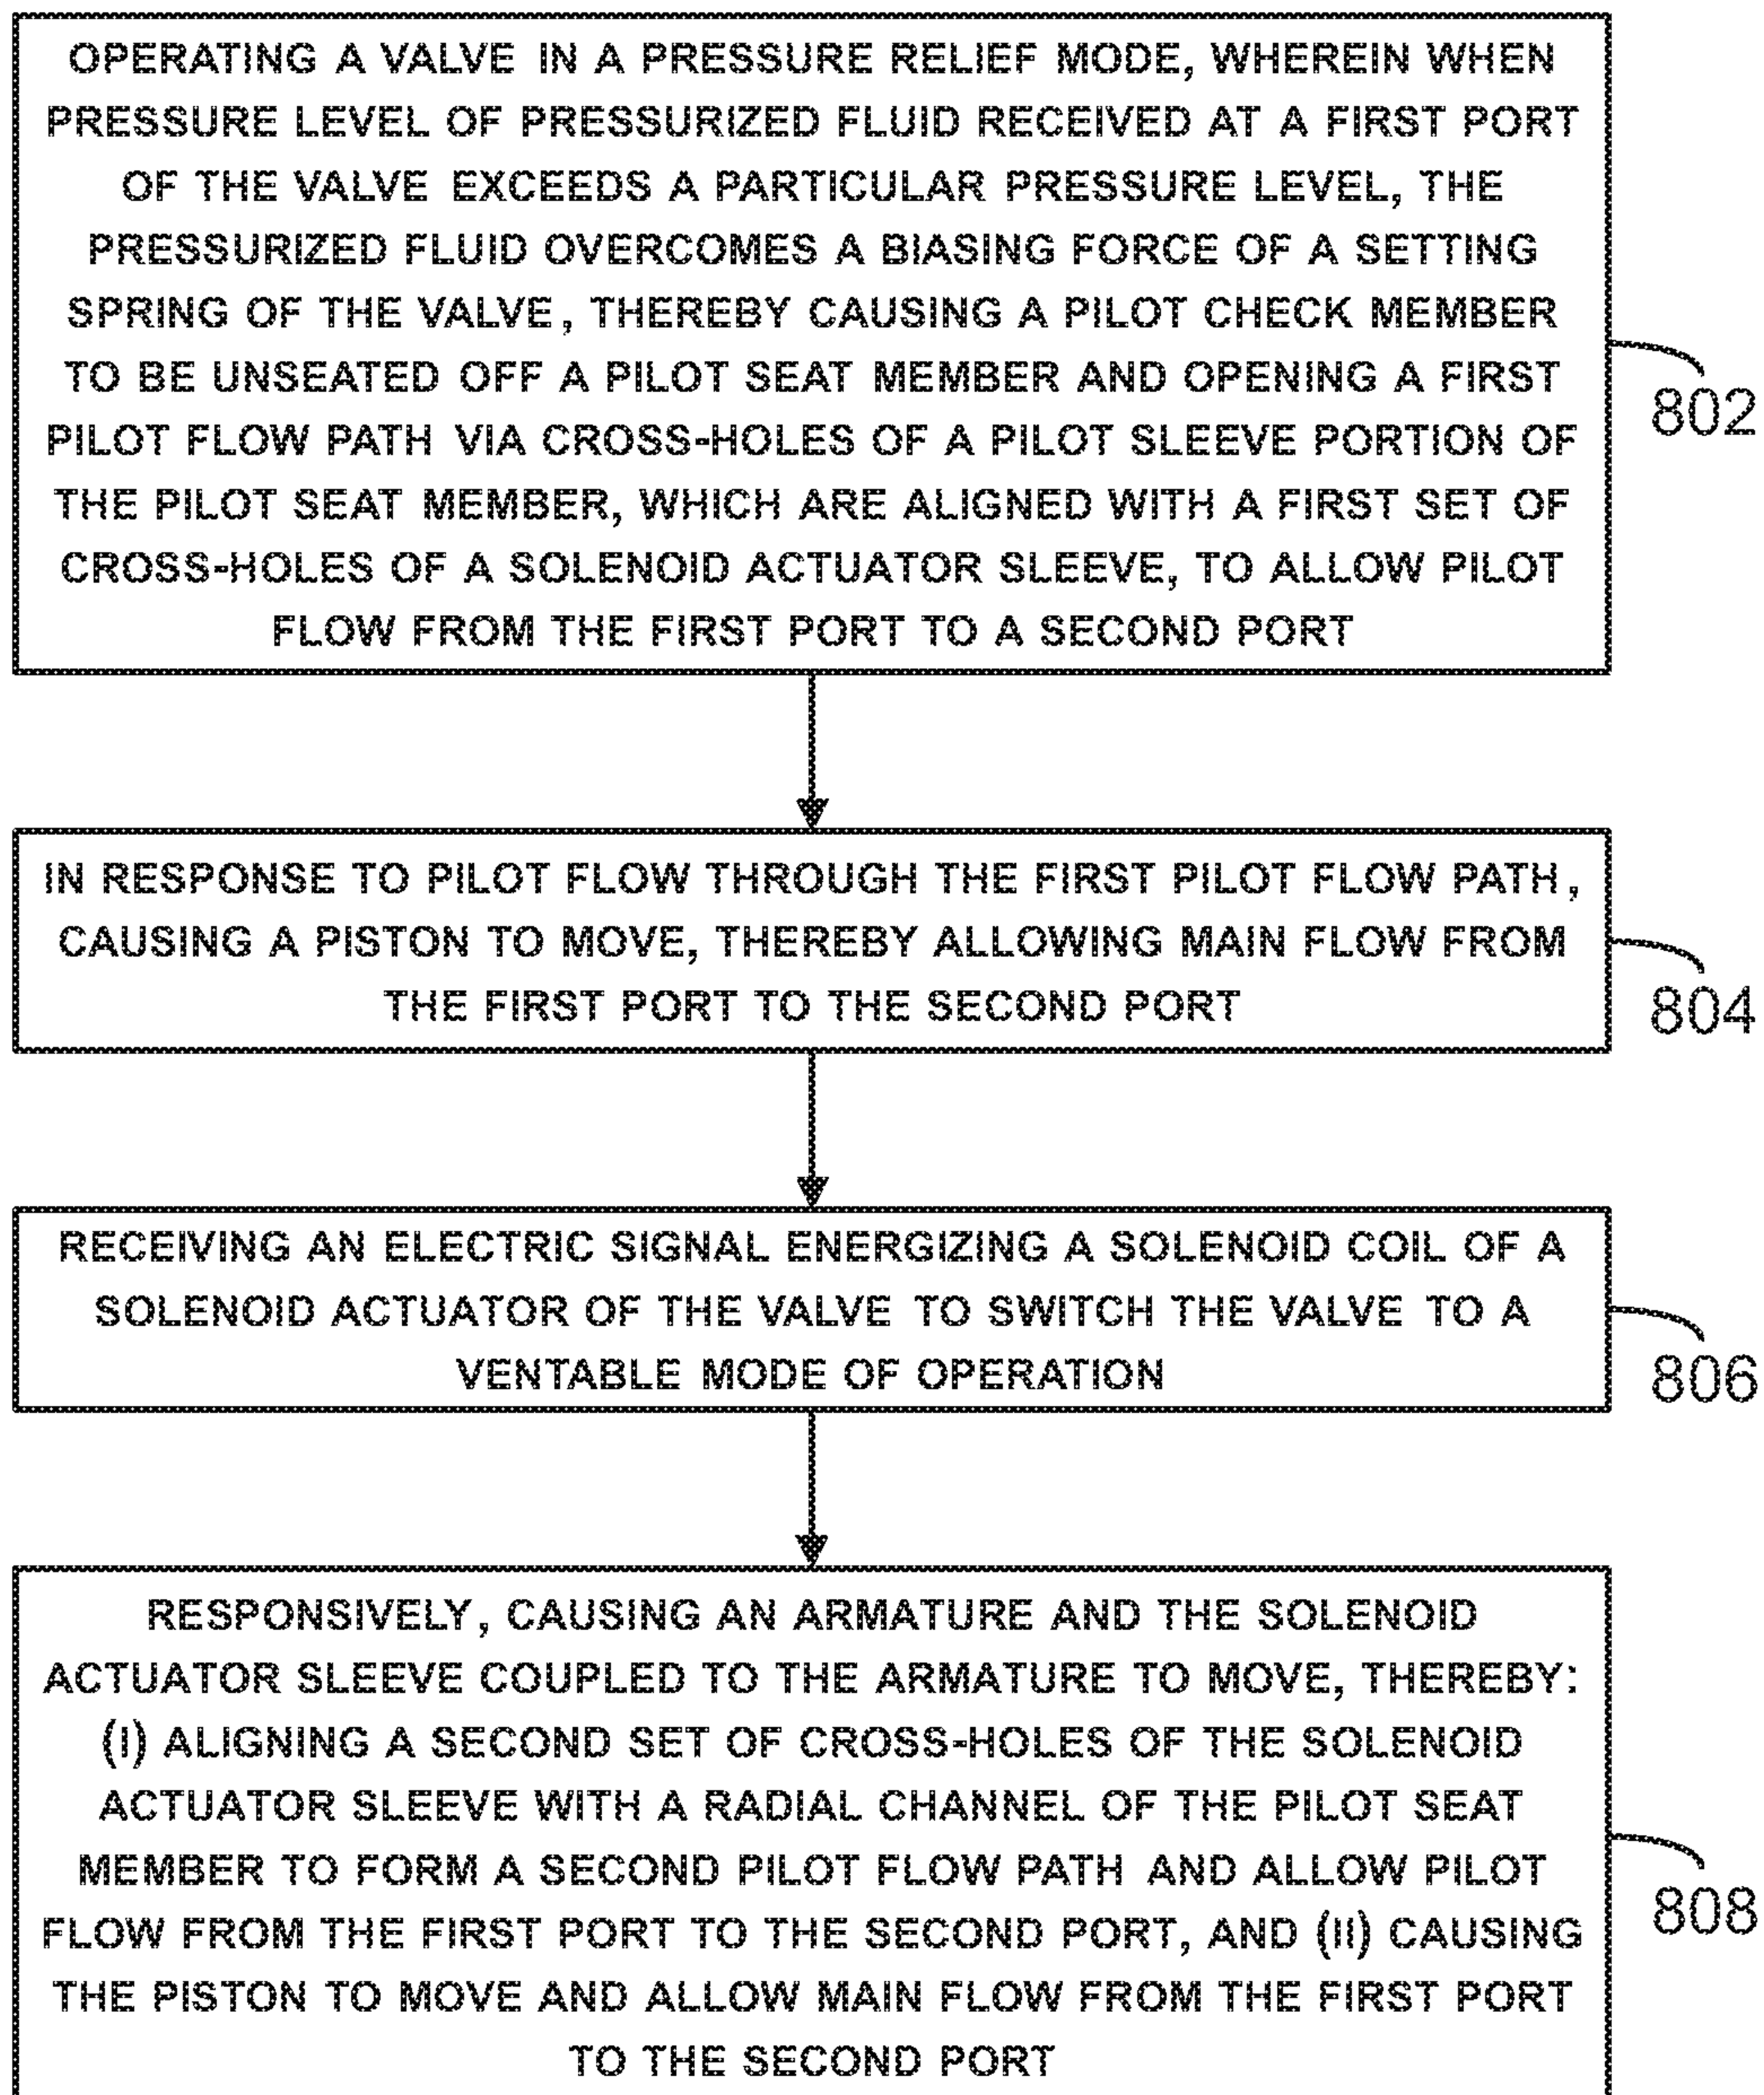 OPERATING A VALVE IN A PRESSURE RELIEF MODE, WHEREIN WHEN
PRESSURE LEVEL OF PRESSURIZED FLUID RECEIVED AT A FIRST PORT
OF THE VALVE EXCEEDS A PARTICULAR PRESSURE LEVEL, THE
PRESSURIZED FLUID OVERCOMES A BIASING FORCE OF A SETTING
SPRING OF THE VALVE, THEREBY CAUSING A PILOT CHECK MEMBER
TO BE UNSEATED OFF A PILOT SEAT MEMBER AND OPENING A FIRST
PILOT FLOW PATH VIA CROSS-HOLES OF A PILOT SLEEVE PORTION OF
THE PILOT SEAT MEMBER, WHICH ARE ALIGNED WITH A FIRST SET OF
CROSS-HOLES OF A SOLENOID ACTUATOR SLEEVE, TO ALLOW PILOT
FLOW FROM THE FIRST PORT TO A SECOND PORT
802
IN RESPONSE TO PILOT FLOW THROUGH THE FIRST PILOT FLOW PATH,
CAUSING A PISTON TO MOVE, THEREBY ALLOWING MAIN FLOW FROM
THE FIRST PORT TO THE SECOND PORT
804
RECEIVING AN ELECTRIC SIGNAL ENERGIZING A SOLENOID COIL OF A
SOLENOID ACTUATOR OF THE VALVE TO SWITCH THE VALVE TO A
VENTABLE MODE OF OPERATION
806
RESPONSIVELY, CAUSING AN ARMATURE AND THE SOLENOID
ACTUATOR SLEEVE COUPLED TO THE ARMATURE TO MOVE, THEREBY:
(I) ALIGNING A SECOND SET OF CROSS-HOLES OF THE SOLENOID
ACTUATOR SLEEVE WITH A RADIAL CHANNEL OF THE PILOT SEAT
MEMBER TO FORM A SECOND PILOT FLOW PATH AND ALLOW PILOT
FLOW FROM THE FIRST PORT TO THE SECOND PORT, AND (II) CAUSING
THE PISTON TO MOVE AND ALLOW MAIN FLOW FROM THE FIRST PORT
TO THE SECOND PORT
808